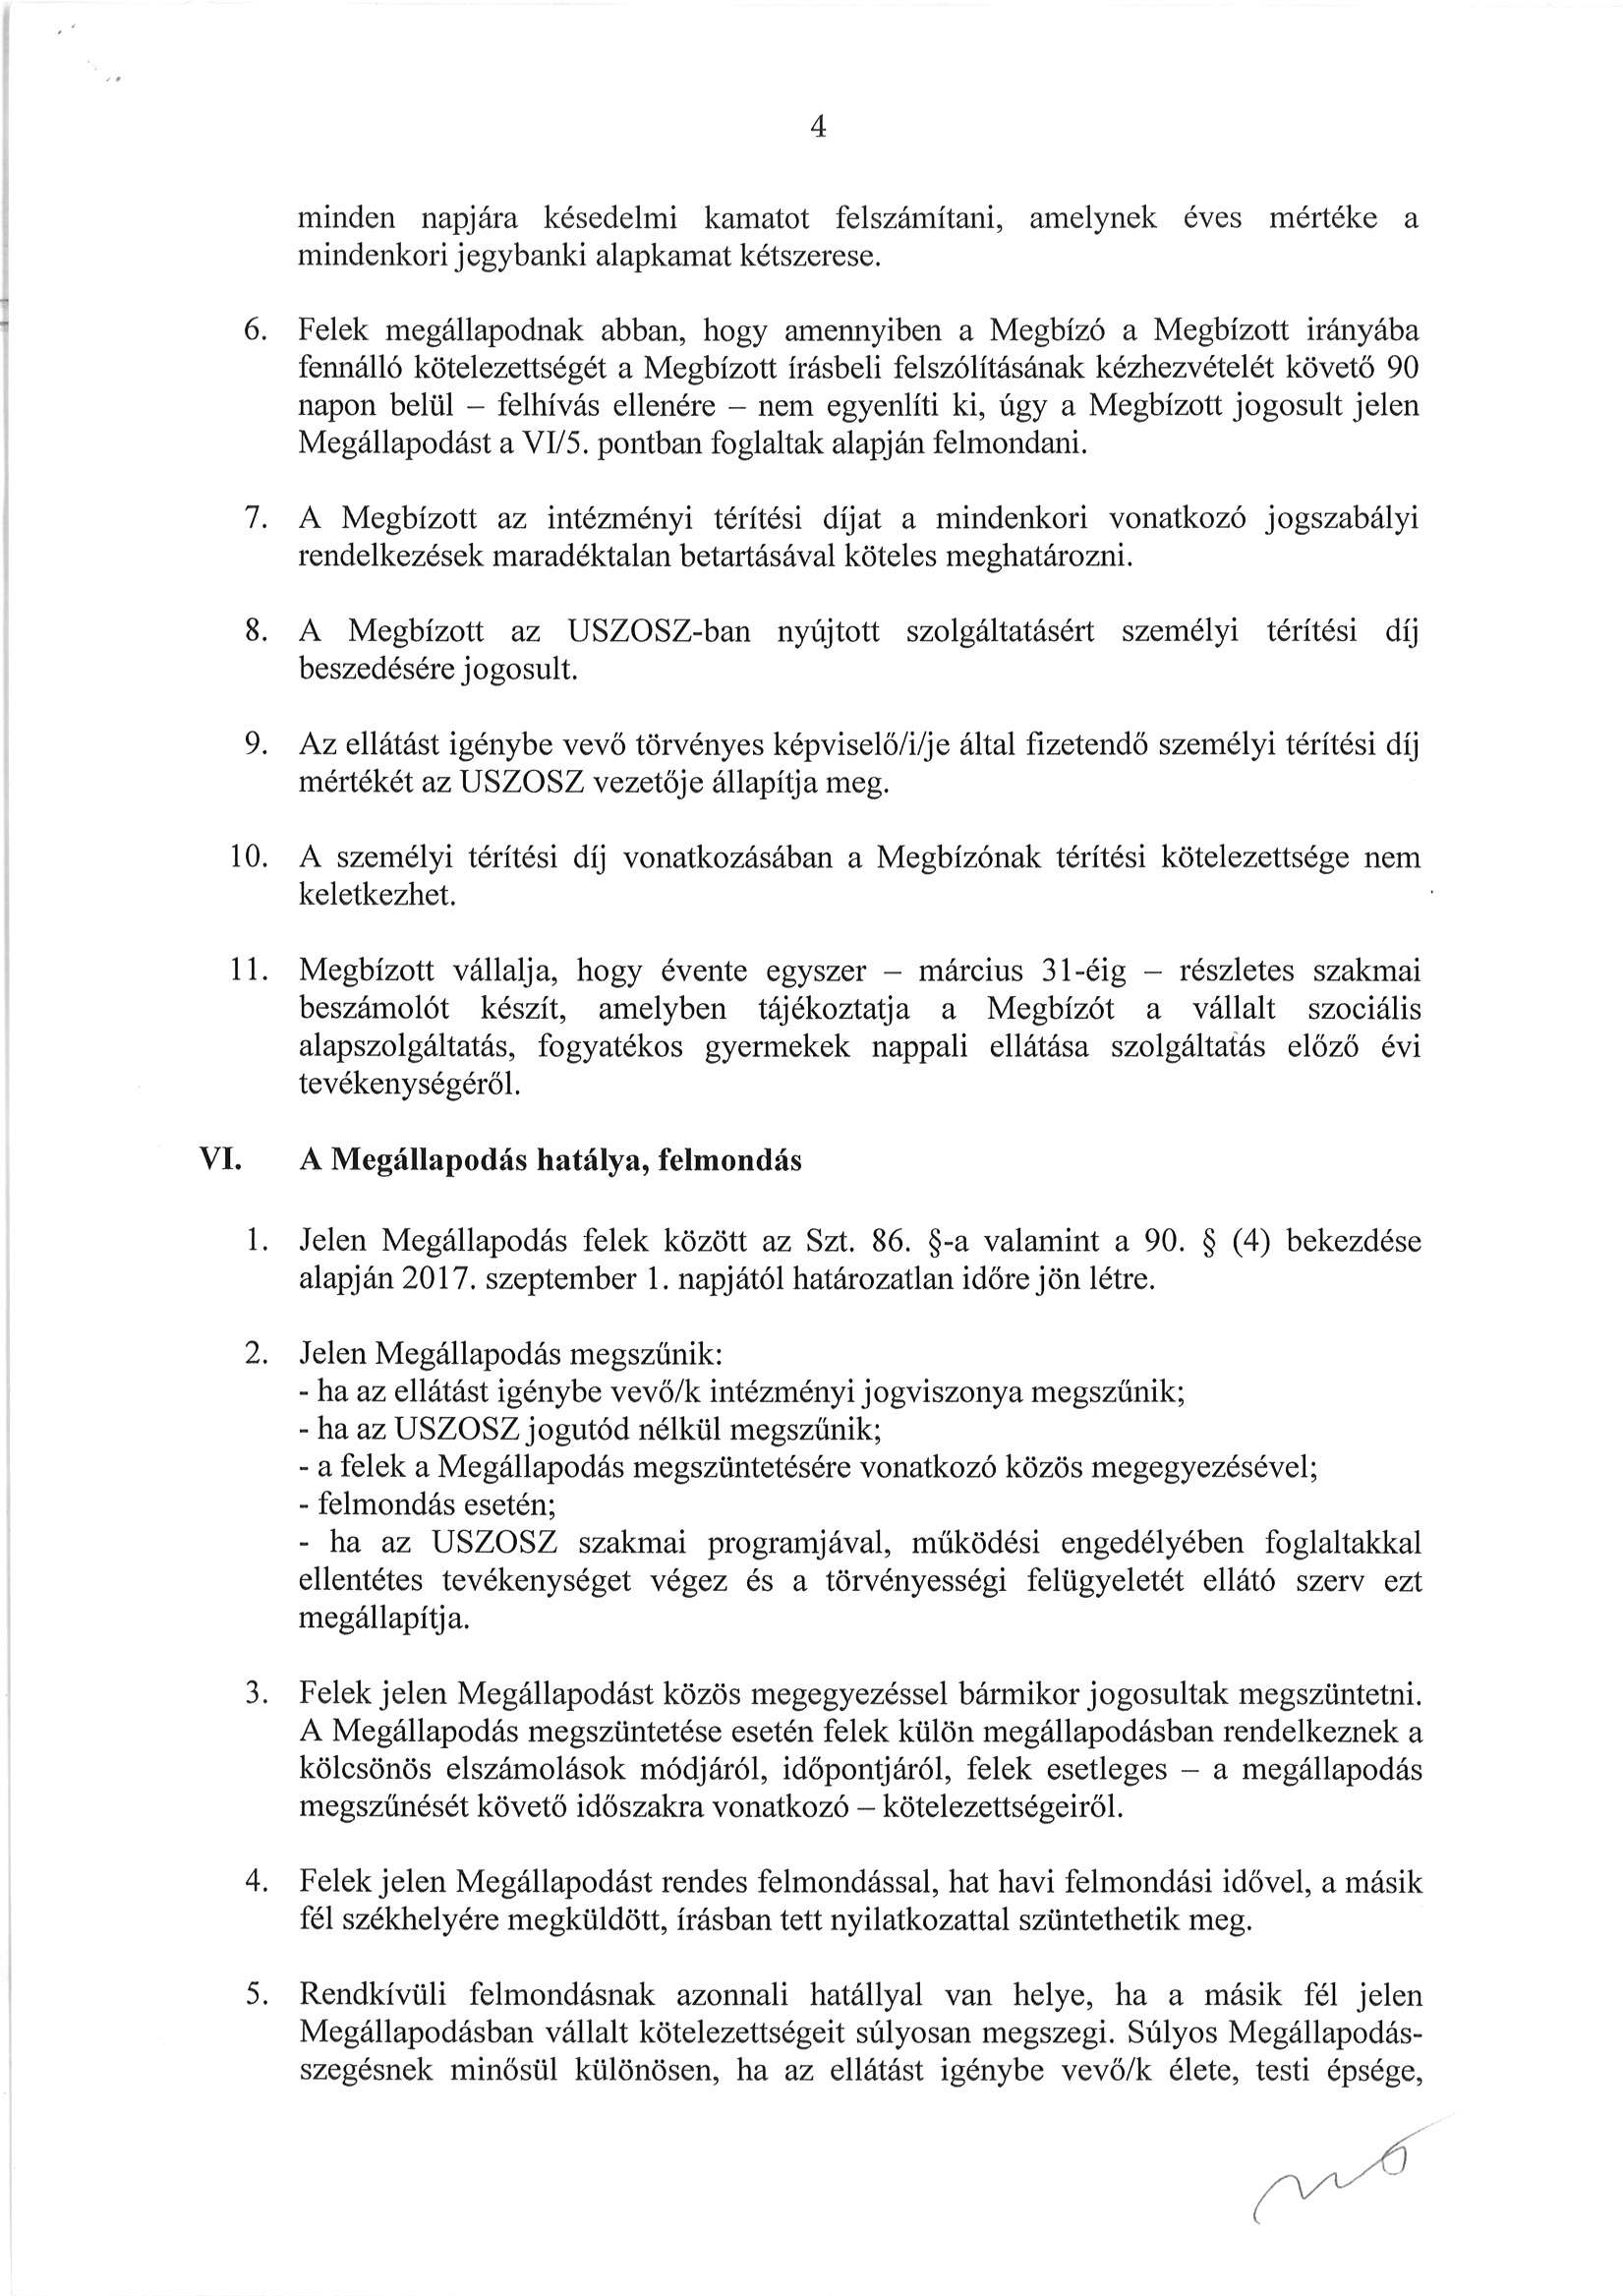 4
minden napjára késedelmi kamatot felszámítani, amelynek éves mértéke a
mindenkori jegybanki alapkamat kétszerese.
6. Felek megállapodnak abban, hogy amennyiben a Megbízó a Megbízott irányába
fennálló kötelezettségét a Megbízott írásbeli felszólításának kézhezvételét követő 90
napon belül – felhívás ellenére – nem egyenlíti ki, úgy a Megbízott jogosult jelen
Megállapodást a VI/5. pontban foglaltak alapján felmondani.
7. A Megbízott az intézményi térítési díjat a mindenkori vonatkozó jogszabályi
rendelkezések maradéktalan betartásával köteles meghatározni.
8. A Megbízott az USZOSZ-ban nyújtott szolgáltatásért személyi térítési díj
beszedésére jogosult.
9. Az ellátást igénybe vevő törvényes képviselő/i/je által fizetendő személyi térítési díj
mértékét az USZOSZ vezetője állapítja meg.
10. A személyi térítési díj vonatkozásában a Megbízónak térítési kötelezettsége nem
keletkezhet.
11. Megbízott vállalja, hogy évente egyszer – március 31-éig – részletes szakmai
beszámolót készít, amelyben tájékoztatja a Megbízót a vállalt szociális
alapszolgáltatás, fogyatékos gyermekek nappali ellátása szolgáltatás előző évi
tevékenységéről.
VI. A Megállapodás hatálya, felmondás
1. Jelen Megállapodás felek között az Szt. 86. §-a valamint a 90. § (4) bekezdése
alapján 2017. szeptember 1. napjától határozatlan időre jön létre.
2. Jelen Megállapodás megszűnik:
- ha az ellátást igénybe vevő/k intézményi jogviszonya megszűnik;
- ha az USZOSZ jogutód nélkül megszűnik;
- a felek a Megállapodás megszüntetésére vonatkozó közös megegyezésével;
- felmondás esetén;
- ha az USZOSZ szakmai programjával, működési engedélyében foglaltakkal
ellentétes tevékenységet végez és a törvényességi felügyeletét ellátó szerv ezt
megállapítja.
3. Felek jelen Megállapodást közös megegyezéssel bármikor jogosultak megszüntetni.
A Megállapodás megszüntetése esetén felek külön megállapodásban rendelkeznek a
kölcsönös elszámolások módjáról, időpontjáról, felek esetleges – a megállapodás
megszűnését követő időszakra vonatkozó – kötelezettségeiről.
4. Felek jelen Megállapodást rendes felmondással, hat havi felmondási idővel, a másik
fél székhelyére megküldött, írásban tett nyilatkozattal szüntethetik meg.
5. Rendkívüli felmondásnak azonnali hatállyal van helye, ha a másik fél jelen
Megállapodásban vállalt kötelezettségeit súlyosan megszegi. Súlyos Megállapodás-
szegésnek minősül különösen, ha az ellátást igénybe vevő/k élete, testi épsége,